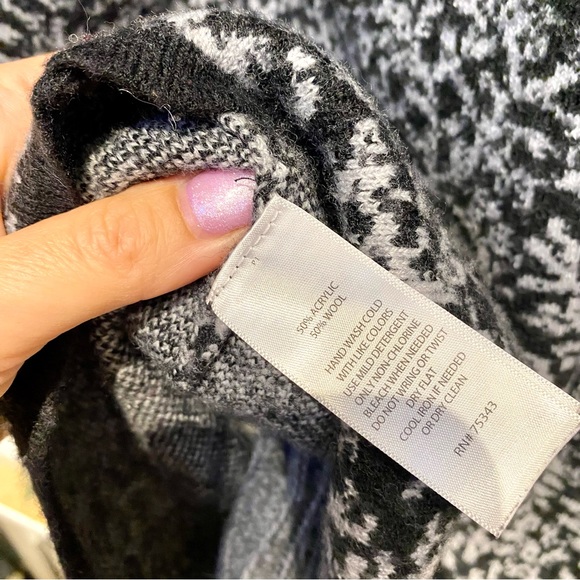 50% ACRYLIC
50% WOOL
HAND WASH COLD
WITH LIKE COLORS
USE MILD DETERGENT
ONLY NON-CHLORINE
BLEACH WHEN NEEDED
DO NOT WRING OR TWIST
DRY FLAT
COOL IRON IF NEEDED
OR DRY CLEAN
RN# 75343